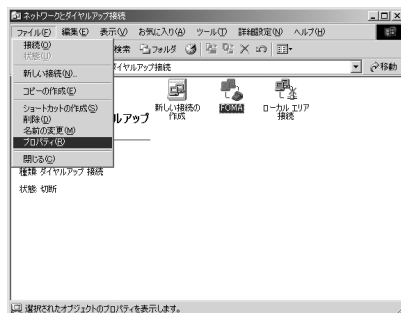 ネットワークとダイヤルアップ接続
ファイル(F) 編集(E) 表示(V) お気に入り(A) ツール(T) 詳細設定(N) ヘルプ(H)
接続(O)
状態(U)
新しい接続(N)...
コピーの作成(E)
ショートカットの作成(S)
削除(D)
名前の変更(M)
プロパティ(R)
閉じる(C)
検索 フォルダ
ダイヤルアップ接続
移動
ルアップ
新しい接続の
作成
FOMA
ローカル エリア
接続
種類: ダイヤルアップ 接続
状態: 切断
選択されたオブジェクトのプロパティを表示します。